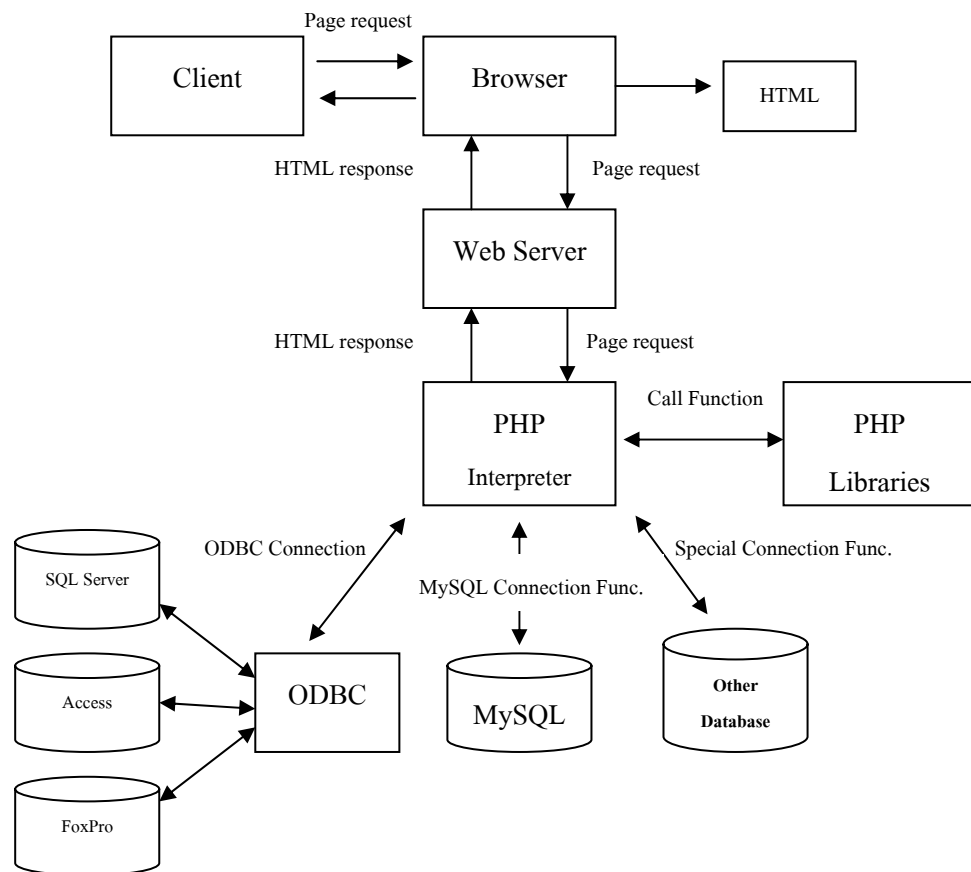 Page request
Client
Browser
HTML
HTML response
Page request
Web Server
HTML response
Page request
Call Function
PHP
Interpreter
PHP
Libraries
ODBC Connection
Special Connection Func.
MySQL Connection Func.
SQL Server
Access
FoxPro
ODBC
MySQL
Other
Database